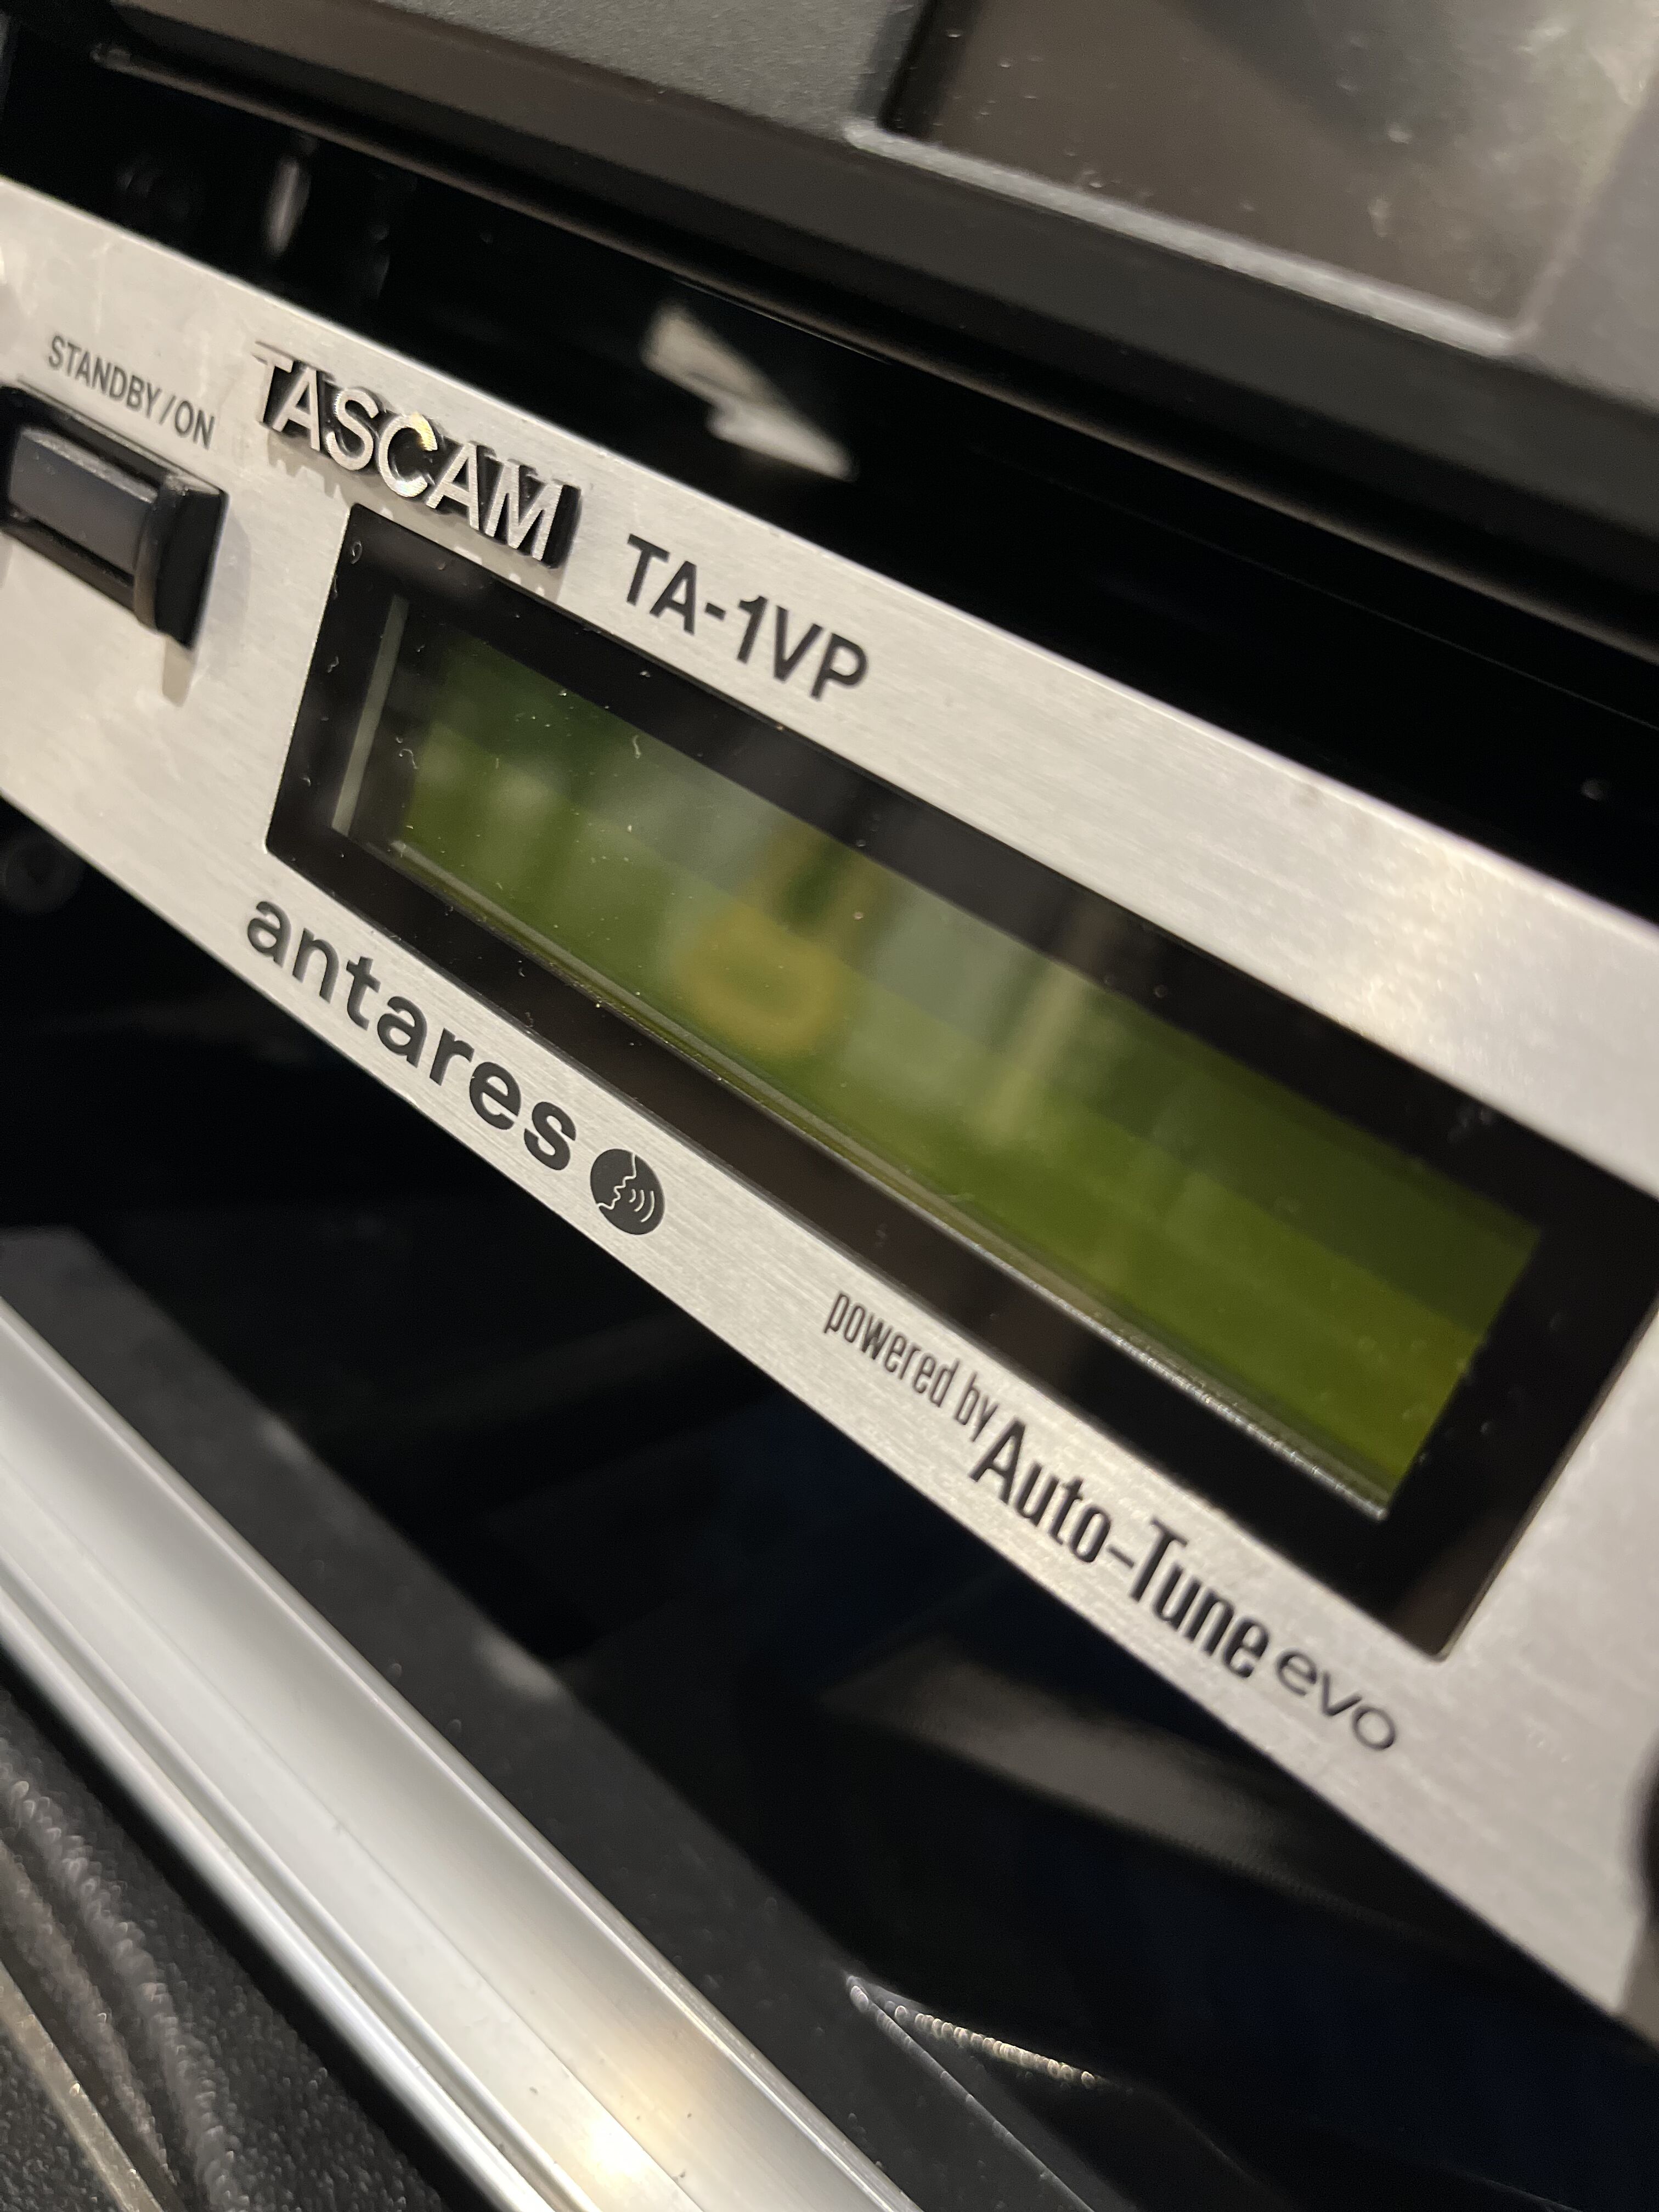 STANDBY/ON
TASCAM TA-1VP
antares
powered by Auto-Tune evo